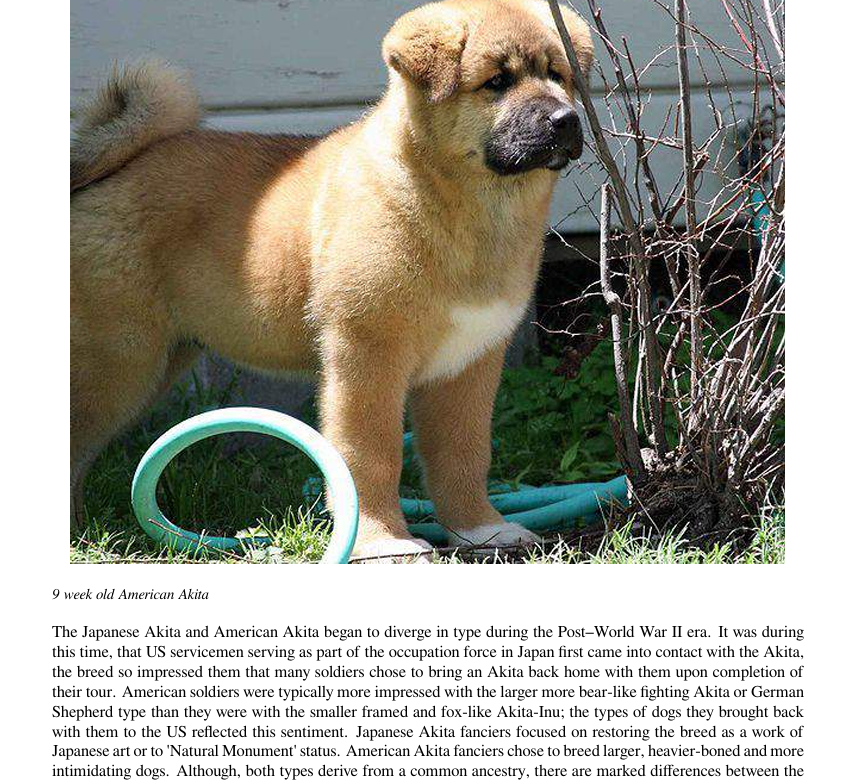 9 week old American Akita
The Japanese Akita and American Akita began to diverge in type during the Post–World War II era. It was during
this time, that US servicemen serving as part of the occupation force in Japan first came into contact with the Akita,
the breed so impressed them that many soldiers chose to bring an Akita back home with them upon completion of
their tour. American soldiers were typically more impressed with the larger more bear-like fighting Akita or German
Shepherd type than they were with the smaller framed and fox-like Akita-Inu; the types of dogs they brought back
with them to the US reflected this sentiment. Japanese Akita fanciers focused on restoring the breed as a work of
Japanese art or to 'Natural Monument' status. American Akita fanciers chose to breed larger, heavier-boned and more
intimidating dogs. Although, both types derive from a common ancestry, there are marked differences between the